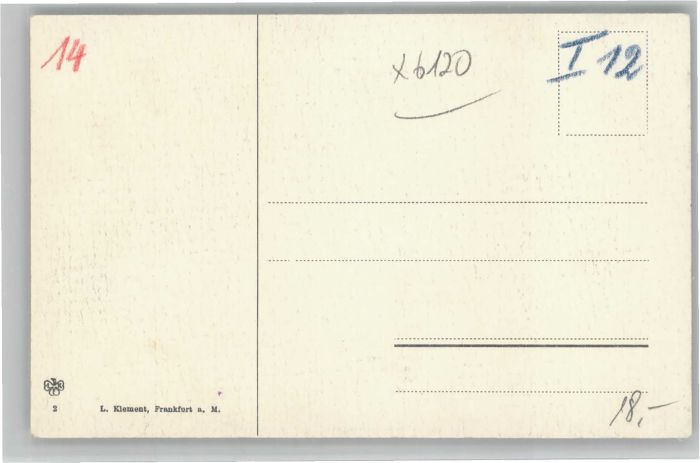 14
x6120
I 12
2 L. Klement, Frankfurt a. M.
18,-